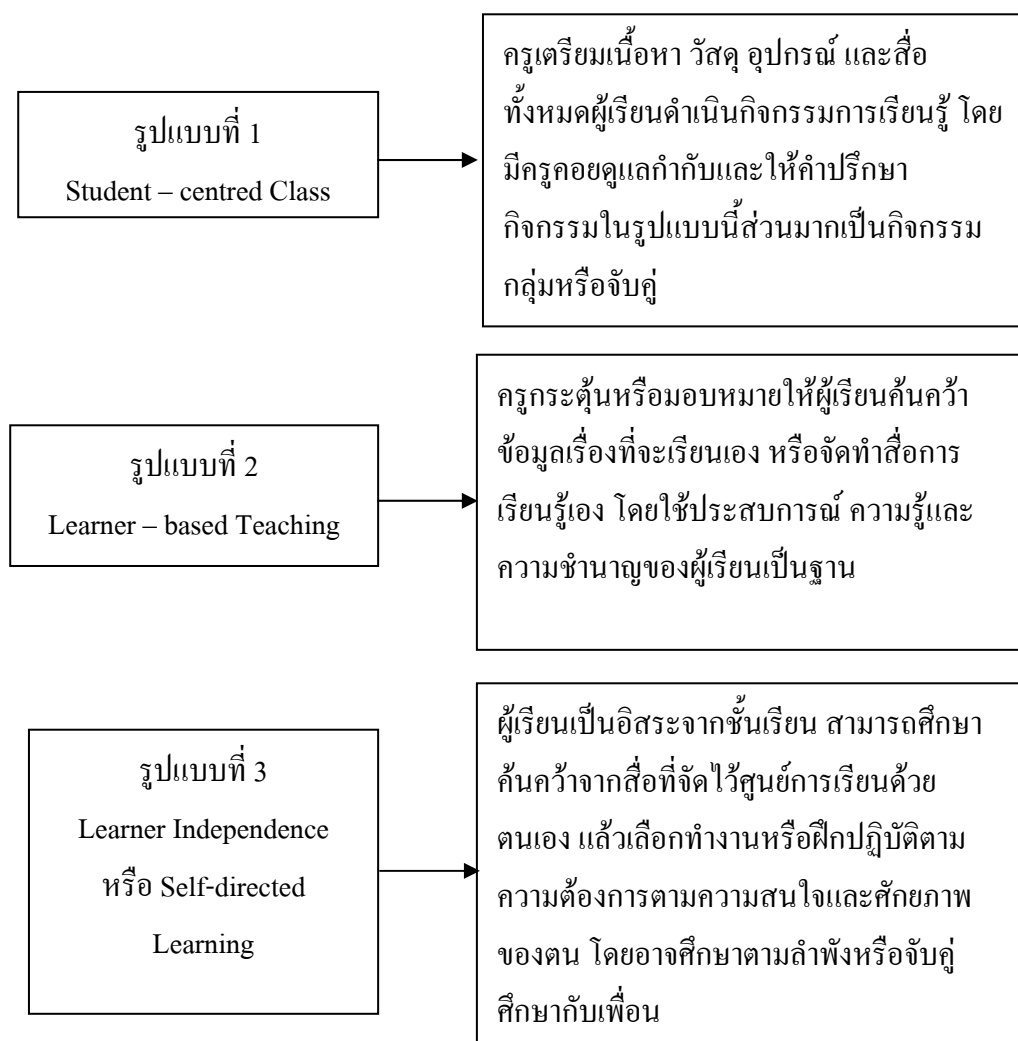 รูปแบบที่ 1
Student – centred Class
ครูเตรียมเนื้อหา วัสดุ อุปกรณ์ และสื่อ
ทั้งหมดผู้เรียนดำเนินกิจกรรมการเรียนรู้ โดย
มีครูคอยดูแลกำกับและให้คำปรึกษา
กิจกรรมในรูปแบบนี้ส่วนมากเป็นกิจกรรม
กลุ่มหรือจับคู่
รูปแบบที่ 2
Learner – based Teaching
ครูกระตุ้นหรือมอบหมายให้ผู้เรียนค้นคว้า
ข้อมูลเรื่องที่จะเรียนเอง หรือจัดทำสื่อการ
เรียนรู้เอง โดยใช้ประสบการณ์ ความรู้และ
ความชำนาญของผู้เรียนเป็นฐาน
รูปแบบที่ 3
Learner Independence
หรือ Self-directed
Learning
ผู้เรียนเป็นอิสระจากชั้นเรียน สามารถศึกษา
ค้นคว้าจากสื่อที่จัดไว้ศูนย์การเรียนด้วย
ตนเอง แล้วเลือกทำงานหรือฝึกปฏิบัติตาม
ความต้องการตามความสนใจและศักยภาพ
ของตน โดยอาจศึกษาตามลำพังหรือจับคู่
ศึกษากับเพื่อน